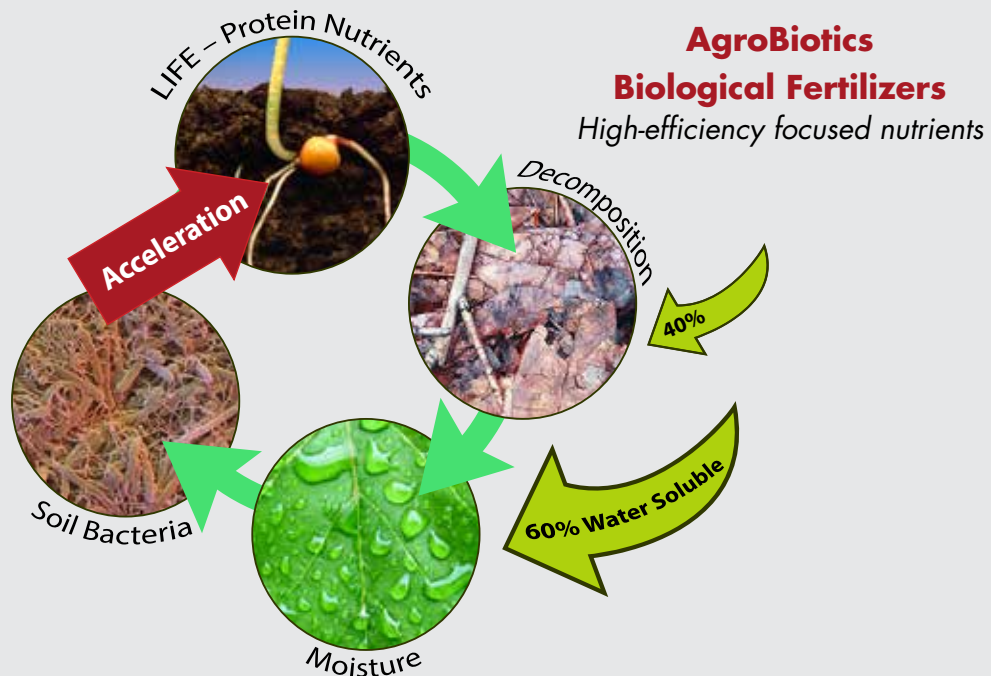 AgroBiotics
Biological Fertilizers
High-efficiency focused nutrients
LIFE – Protein Nutrients
Decomposition
Acceleration
40%
60% Water Soluble
Soil Bacteria
Moisture